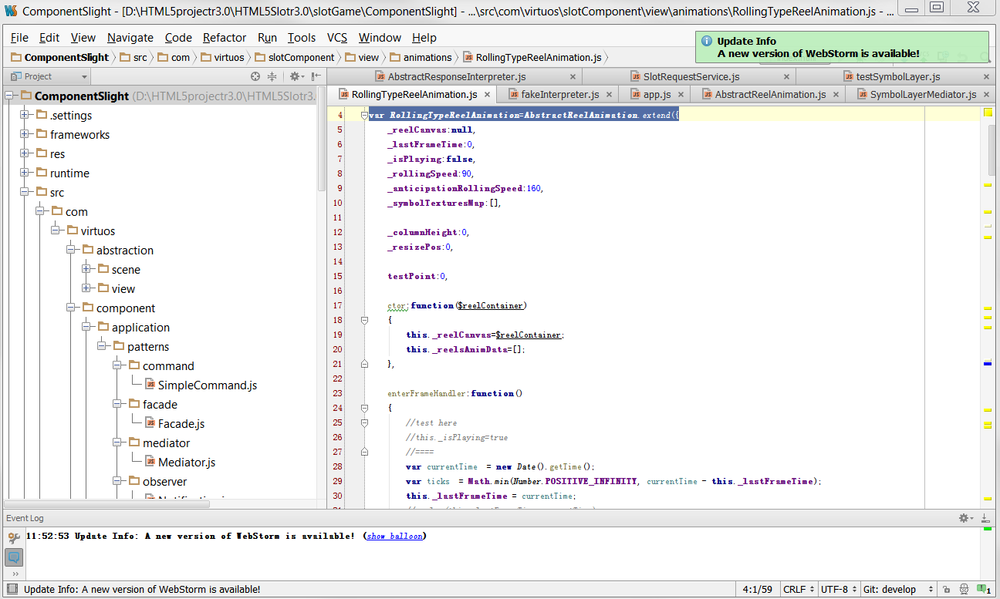 ComponentSlight - [D:\HTML5projectr3.0\HTML5Slotr3.0\slotGame\ComponentSlight] - ...\src\com\virtuos\slotComponent\view\animations\RollingTypeReelAnimation.js - ...
File Edit View Navigate Code Refactor Run Tools VCS Window Help
Update Info
A new version of WebStorm is available!
ComponentSlight src com virtuos slotComponent view animations RollingTypeReelAnimation.js
Project
AbstractResponseInterpreter.js SlotRequestService.js testSymbolLayer.js
RollingTypeReelAnimation.js fakeInterpreter.js app.js AbstractReelAnimation.js SymbolLayerMediator.js
ComponentSlight (D:\HTML5projectr3.0\HTML5Slotr3.
.settings
frameworks
res
runtime
src
com
virtuos
abstraction
scene
view
component
application
patterns
command
SimpleCommand.js
facade
Facade.js
mediator
Mediator.js
observer
4 var RollingTypeReelAnimation=AbstractReelAnimation.extend({
5 _reelCanvas:null,
6 _lastFrameTime:0,
7 _isPlaying:false,
8 _rollingSpeed:90,
9 _anticipationRollingSpeed:160,
10 _symbolTexturesMap:[],
11
12 _columnHeight:0,
13 _resizePos:0,
14
15 testPoint:0,
16
17 ctor:function($reelContainer)
18 {
19 this._reelCanvas=$reelContainer;
20 this._reelsAnimData=[];
21 },
22
23 enterFrameHandler:function()
24 {
25 //test here
26 //this._isPlaying=true
27 //====
28 var currentTime = new Date().getTime();
29 var ticks = Math.min(Number.POSITIVE_INFINITY, currentTime - this._lastFrameTime);
30 this._lastFrameTime = currentTime;
Event Log
11:52:53 Update Info: A new version of WebStorm is available! (show balloon)
Update Info: A new version of WebStorm is available! 4:1/59 CRLF UTF-8 Git: develop 1